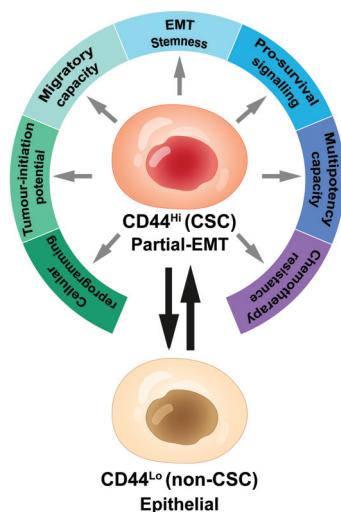 EMT
Stemness
Migratory
capacity
Pro-survival
signalling
Tumour-initiation
potential
Multipotency
capacity
Cellular
reprogramming
Chemotherapy
resistance
CD44Hi (CSC)
Partial-EMT
CD44Lo (non-CSC)
Epithelial